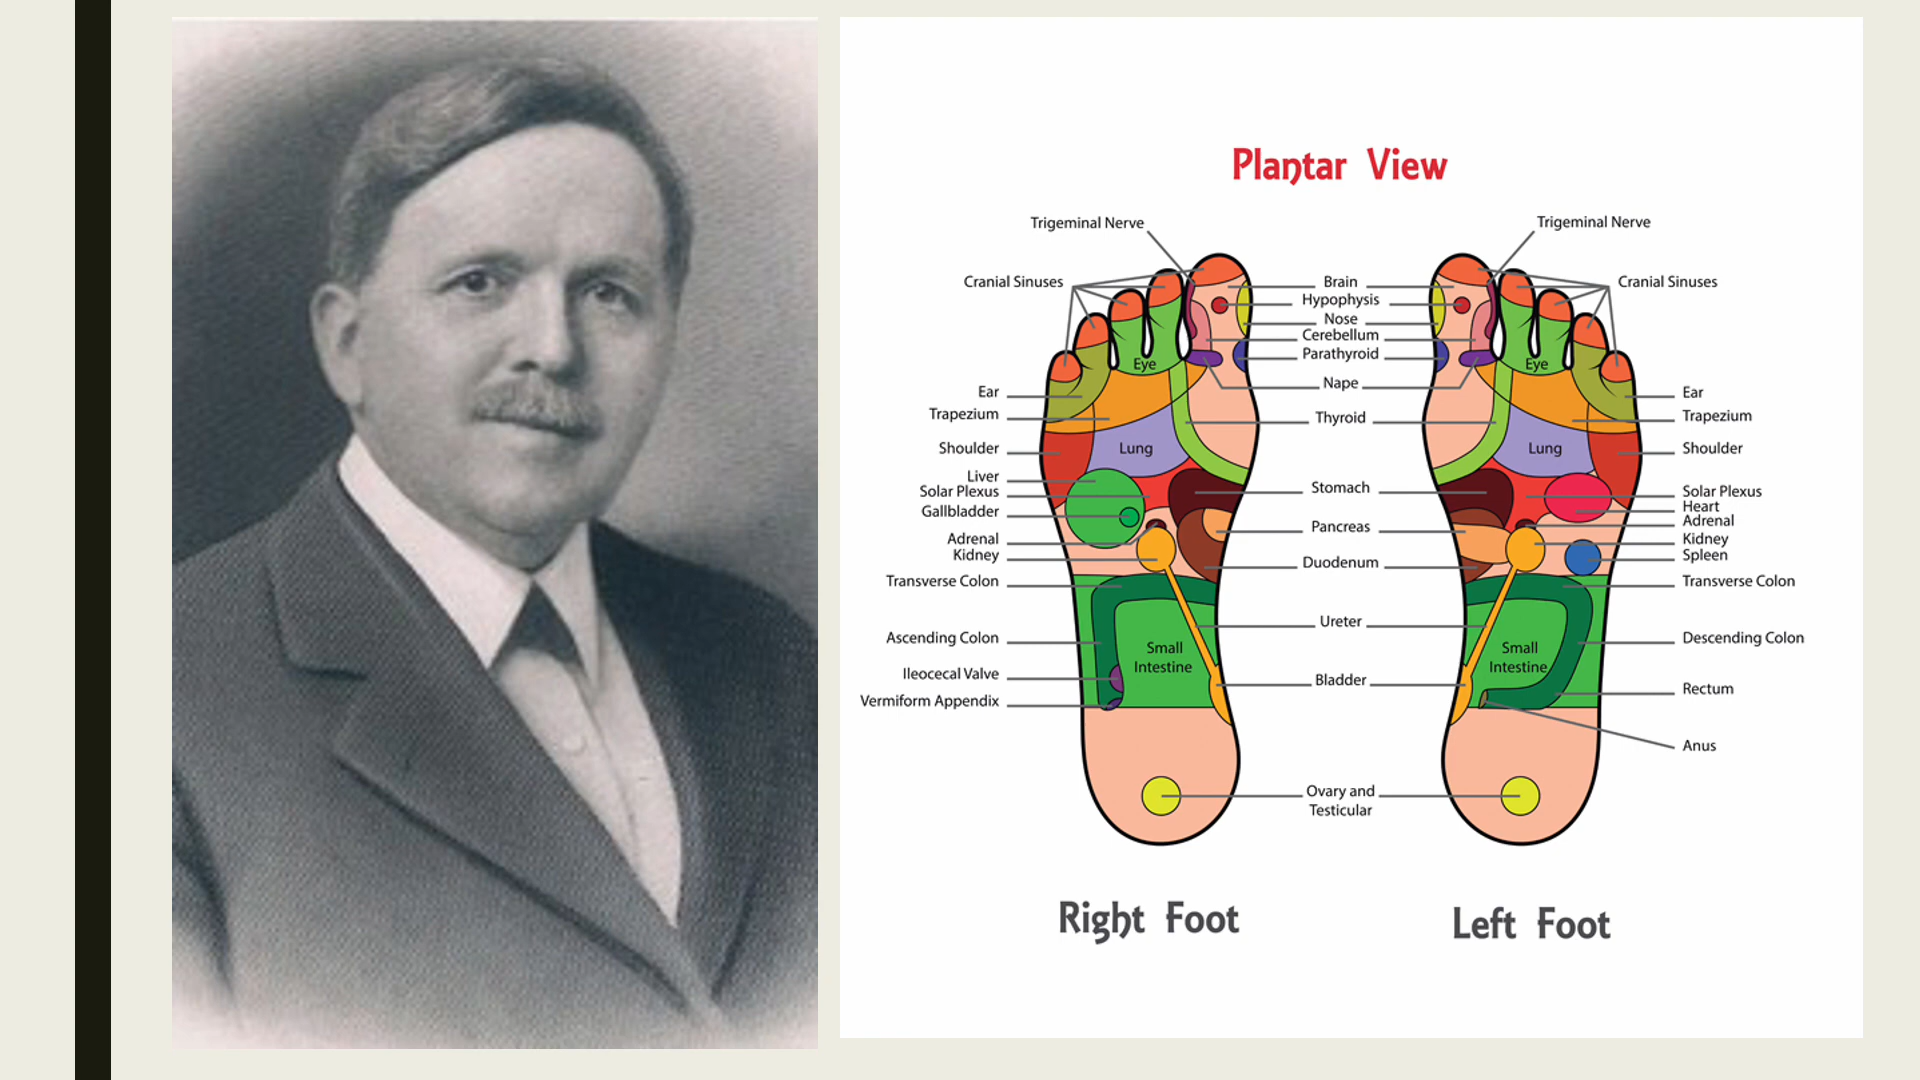 Plantar View
Trigeminal Nerve
Trigeminal Nerve
Cranial Sinuses
Brain
Cranial Sinuses
Hypophysis
Nose
Cerebellum
Parathyroid
Eye
Eye
Nape
Ear
Ear
Trapezium
Thyroid
Trapezium
Shoulder
Lung
Lung
Shoulder
Liver
Solar Plexus
Stomach
Solar Plexus
Gallbladder
Heart
Pancreas
Adrenal
Adrenal
Kidney
Kidney
Duodenum
Spleen
Transverse Colon
Transverse Colon
Ureter
Ascending Colon
Small
Intestine
Small
Intestine
Descending Colon
Ileocecal Valve
Bladder
Rectum
Vermiform Appendix
Anus
Ovary and
Testicular
Right Foot
Left Foot